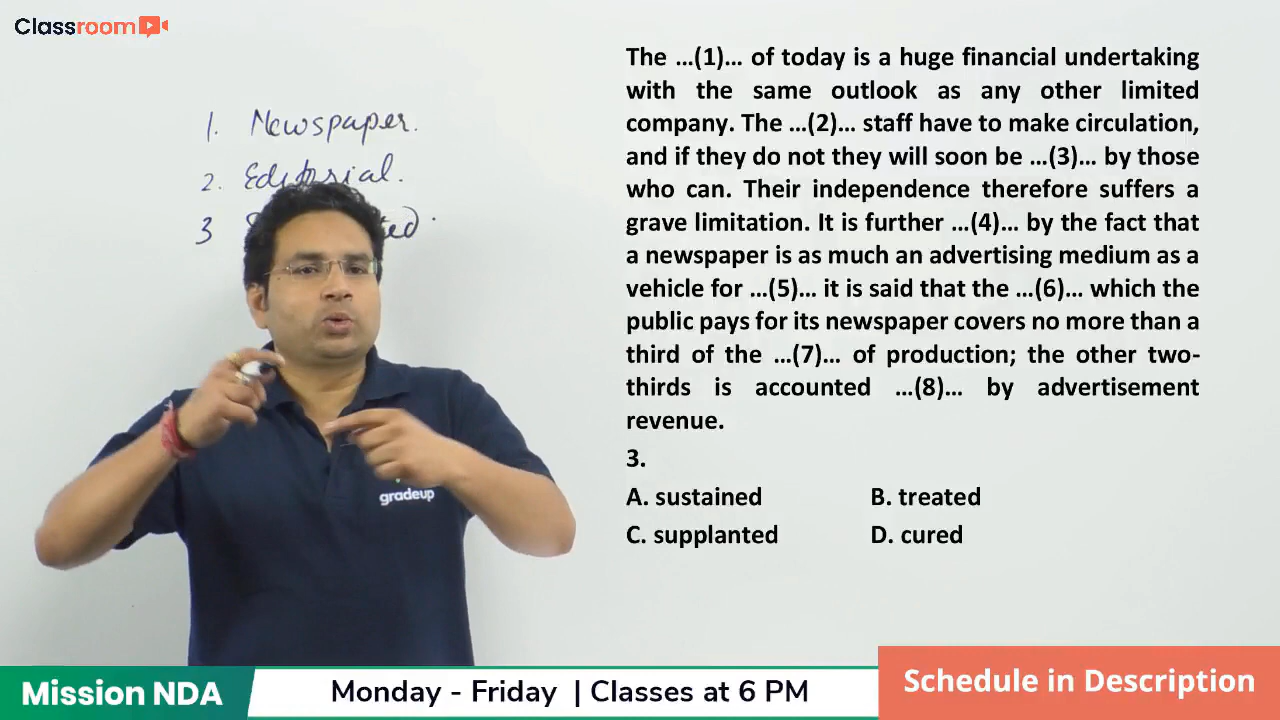 Classroom
1. Newspaper.
2. Editorial.
3
The ...(1)... of today is a huge financial undertaking
with the same outlook as any other limited
company. The ...(2)... staff have to make circulation,
and if they do not they will soon be ...(3)... by those
who can. Their independence therefore suffers a
grave limitation. It is further ...(4)... by the fact that
a newspaper is as much an advertising medium as a
vehicle for ...(5)... it is said that the ...(6)... which the
public pays for its newspaper covers no more than a
third of the ...(7)... of production; the other two-
thirds is accounted ...(8)... by advertisement
revenue.
3.
A. sustained B. treated
C. supplanted D. cured
gradeup
Mission NDA
Monday - Friday | Classes at 6 PM
Schedule in Description